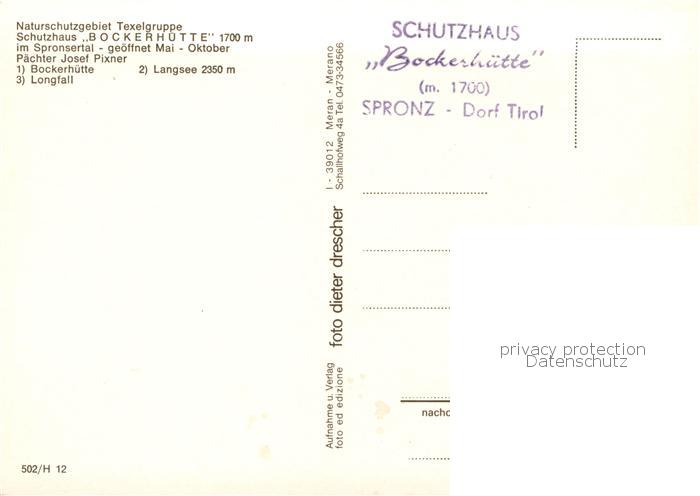 Naturschutzgebiet Texelgruppe
Schutzhaus ,,BOCKERHÜTTE'' 1700 m
im Spronsertal - geöffnet Mai - Oktober
Pächter Josef Pixner
1) Bockerhütte 2) Langsee 2350 m
3) Longfall
502/H 12
Aufnahme u. Verlag
foto ed edizione
foto dieter drescher
I - 39012 Meran - Merano
Schallhofweg 4a Tel. 0473-34566
SCHUTZHAUS
,,Bockerhütte"
(m. 1700)
SPRONZ - Dorf Tirol
privacy protection
Datenschutz